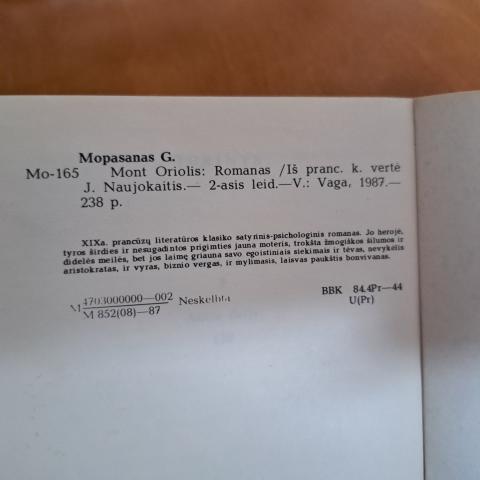 Mopasanas G.
Mo-165 Mont Oriolis: Romanas /Iš pranc. k. vertė
J. Naujokaitis.— 2-asis leid.—V.: Vaga, 1987.—
238 p.
XIXa. prancūzų literatūros klasiko satyrinis-psichologinis romanas. Jo herojė,
tyros širdies ir nesugadintos prigimties jauna moteris, trokšta žmogiškos šilumos ir
didelės meilės, bet jos laimę griauna savo egoistiniais siekimais ir tėvas, nevykėlis
aristokratas, ir vyras, biznio vergas, ir mylimasis, laisvas paukštis bonvivanas.
M 4703000000—002 Neskelbta
M 852(08)—87
BBK 84.4Pr—44
U(Pr)